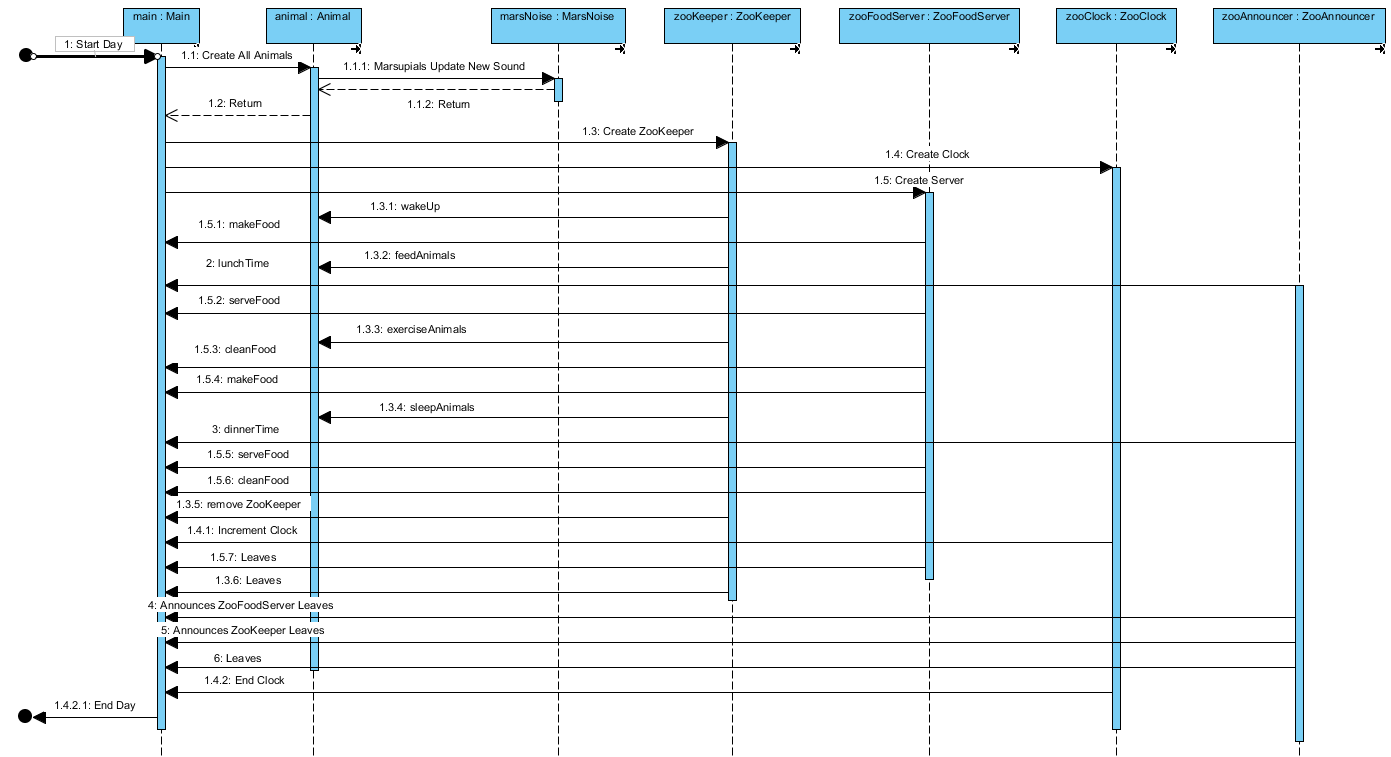 main : Main
animal : Animal
marsNoise : MarsNoise
zooKeeper : ZooKeeper
zooFoodServer : ZooFoodServer
zooClock : ZooClock
zooAnnouncer : ZooAnnouncer
1: Start Day
1.1: Create All Animals
1.1.1: Marsupials Update New Sound
1.2: Return
1.1.2: Return
1.3: Create ZooKeeper
1.4: Create Clock
1.5: Create Server
1.3.1: wakeUp
1.5.1: makeFood
1.3.2: feedAnimals
2: lunchTime
1.5.2: serveFood
1.3.3: exerciseAnimals
1.5.3: cleanFood
1.5.4: makeFood
1.3.4: sleepAnimals
3: dinnerTime
1.5.5: serveFood
1.5.6: cleanFood
1.3.5: remove ZooKeeper
1.4.1: Increment Clock
1.5.7: Leaves
1.3.6: Leaves
4: Announces ZooFoodServer Leaves
5: Announces ZooKeeper Leaves
6: Leaves
1.4.2: End Clock
1.4.2.1: End Day